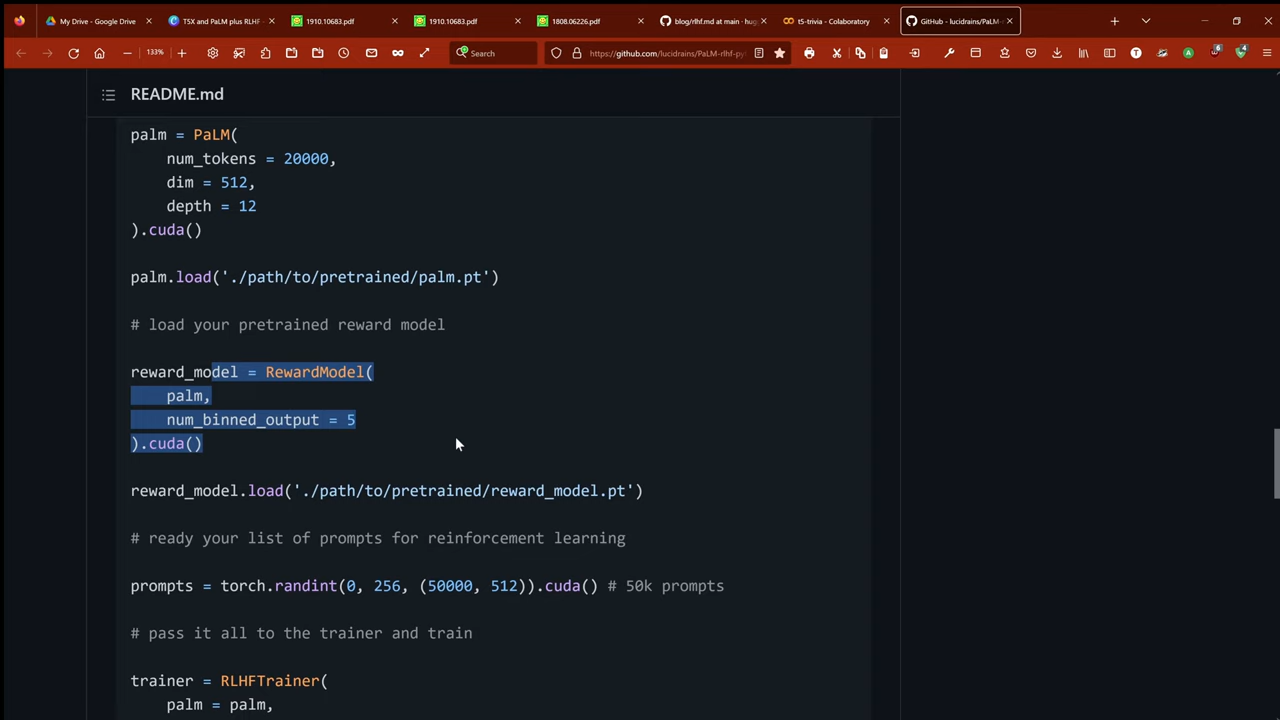 My Drive - Google Drive
T5X and PaLM plus RLHF -
1910.10683.pdf
1910.10683.pdf
1808.06226.pdf
blog/rlhf.md at main · hug
t5-trivia - Colaboratory
GitHub - lucidrains/PaLM-
133%
Search
https://github.com/lucidrains/PaLM-rlhf-py
6
4
README.md
palm = PaLM(
num_tokens = 20000,
dim = 512,
depth = 12
).cuda()
palm.load('./path/to/pretrained/palm.pt')
# load your pretrained reward model
reward_model = RewardModel(
palm,
num_binned_output = 5
).cuda()
reward_model.load('./path/to/pretrained/reward_model.pt')
# ready your list of prompts for reinforcement learning
prompts = torch.randint(0, 256, (50000, 512)).cuda() # 50k prompts
# pass it all to the trainer and train
trainer = RLHFTrainer(
palm = palm,